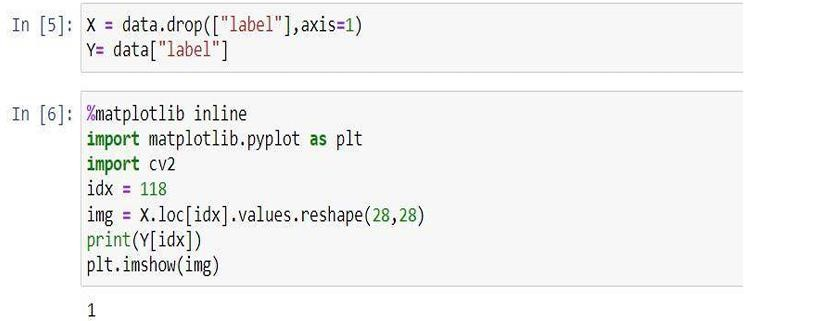 In [5]: X = data.drop(["label"],axis=1)
Y= data["label"]
In [6]: %matplotlib inline
import matplotlib.pyplot as plt
import cv2
idx = 118
img = X.loc[idx].values.reshape(28,28)
print(Y[idx])
plt.imshow(img)
1